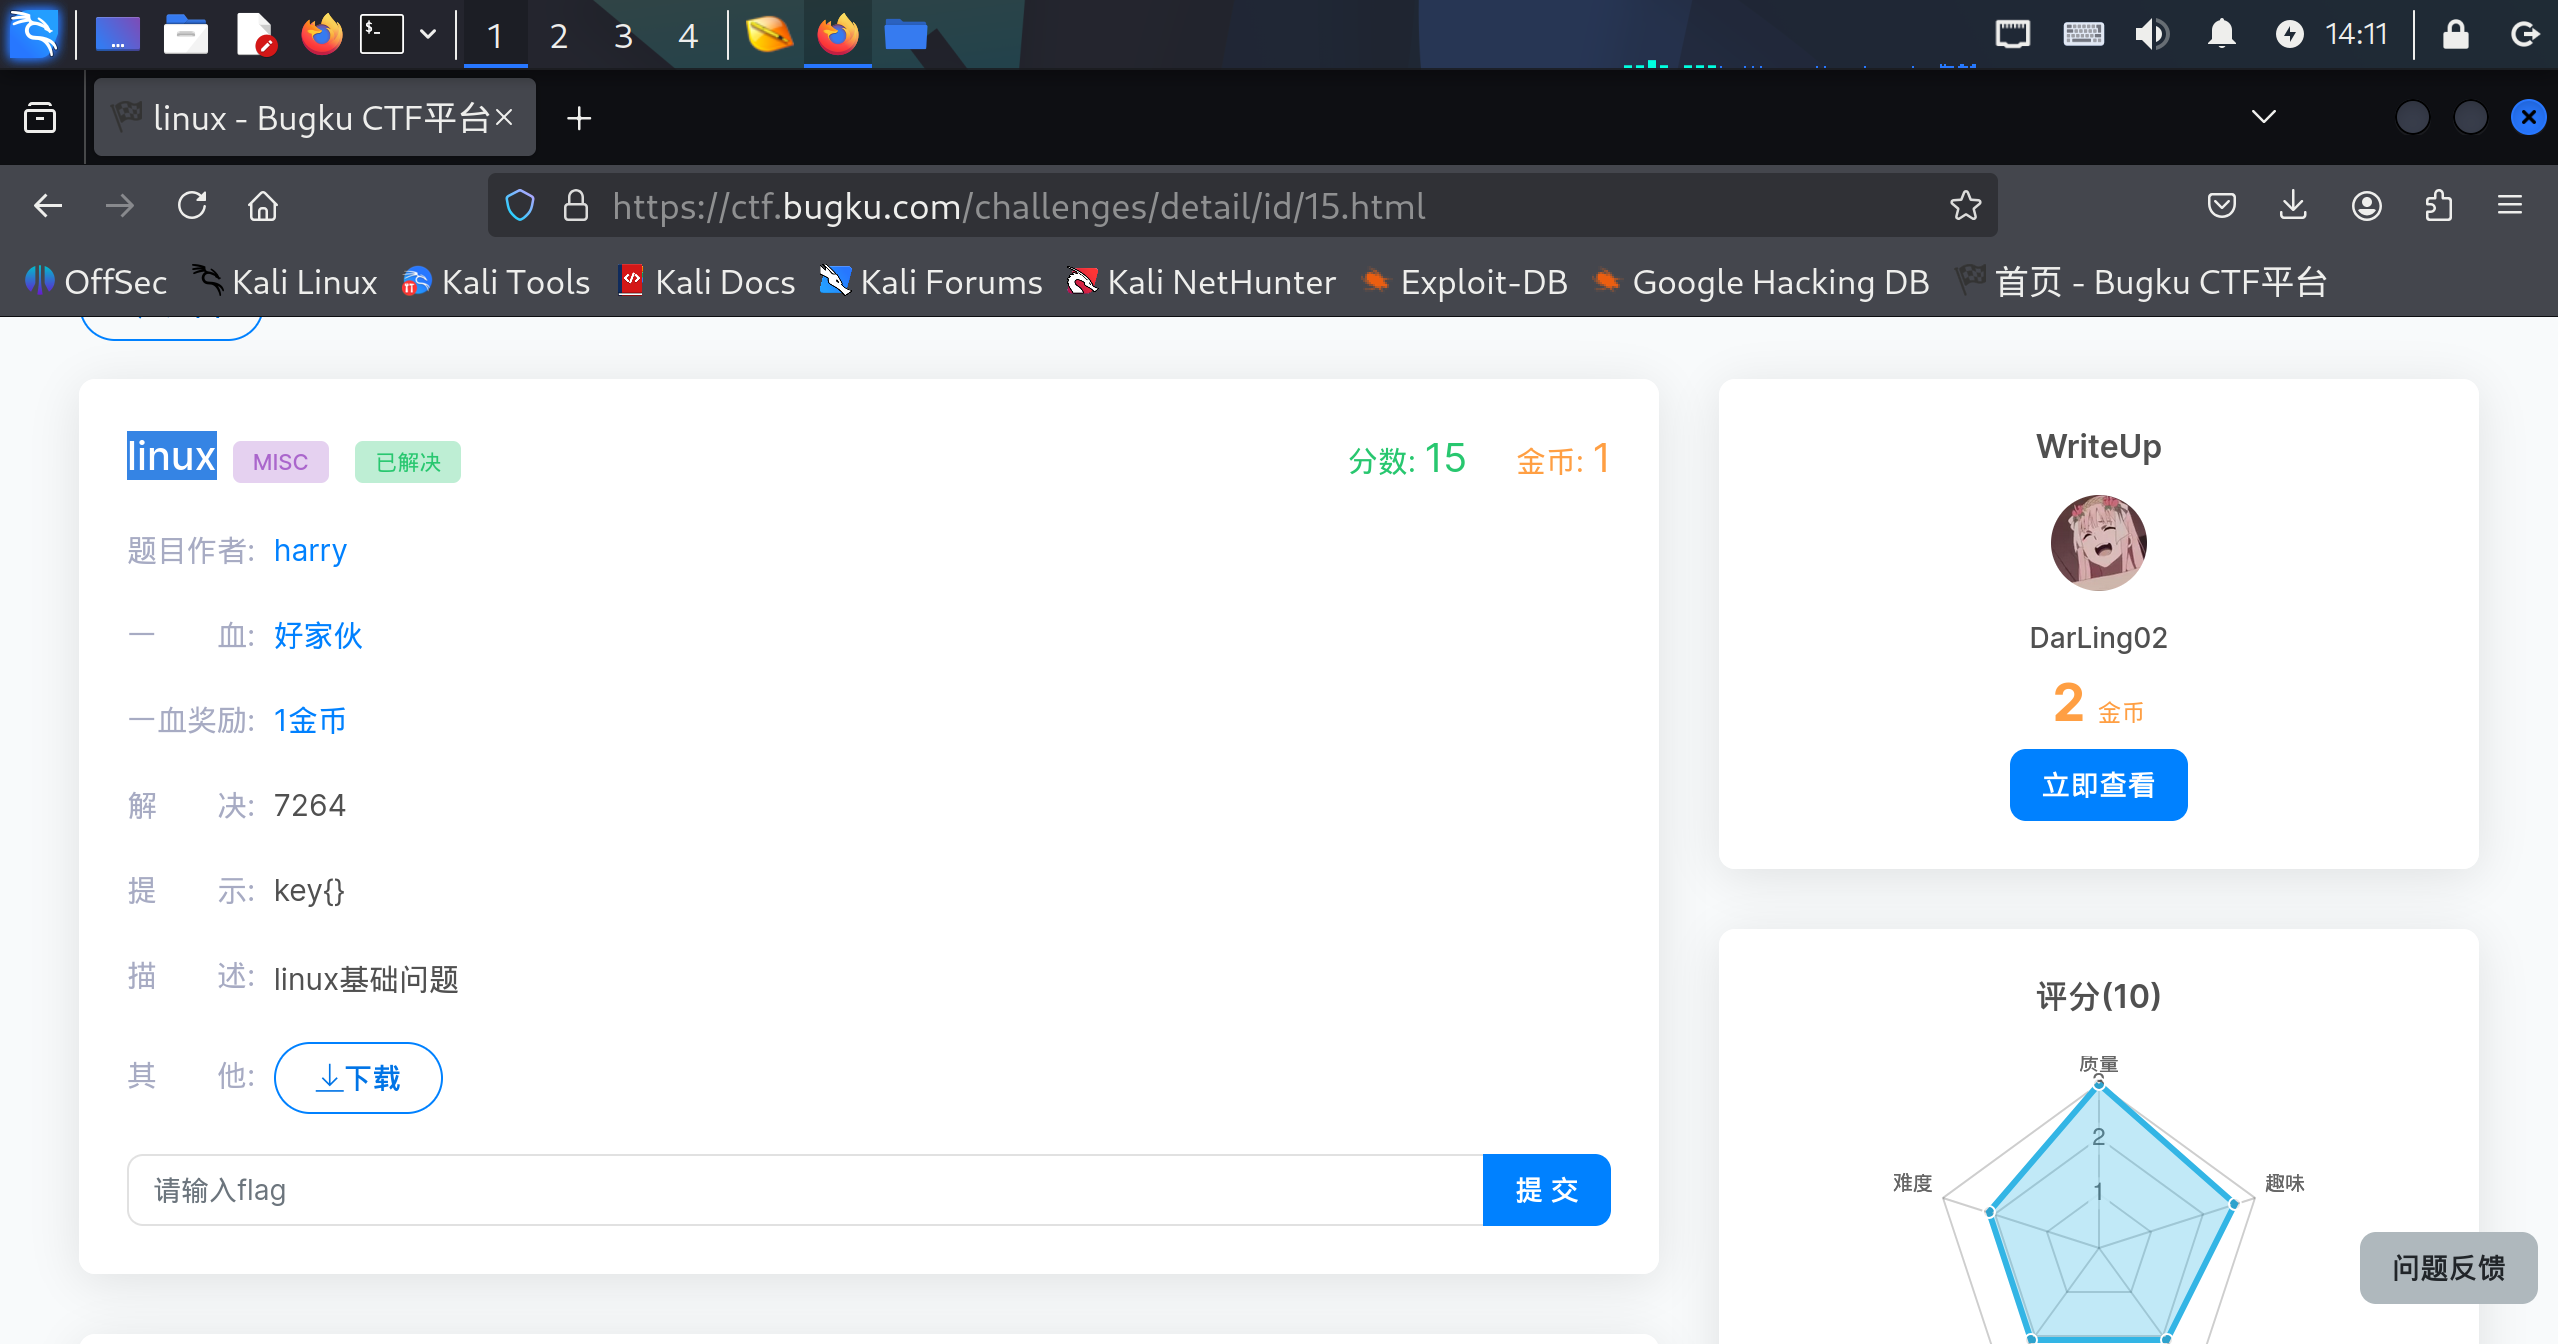 1 2 3 4 14:11
linux - Bugku CTF平台
https://ctf.bugku.com/challenges/detail/id/15.html
OffSec Kali Linux Kali Tools Kali Docs Kali Forums Kali NetHunter Exploit-DB Google Hacking DB 首页 - Bugku CTF平台
linux MISC 已解决 分数: 15 金币: 1
题目作者: harry
一 血: 好家伙
一血奖励: 1金币
解 决: 7264
提 示: key{}
描 述: linux基础问题
其 他: 下载
请输入flag 提 交
WriteUp
DarLing02
2 金币
立即查看
评分(10)
质量
3
2
难度 1 趣味
问题反馈